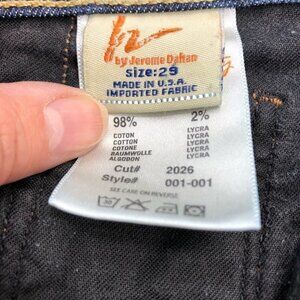 by Jerome Dahan
size:29
MADE IN U.S.A.
IMPORTED FABRIC
98% 2%
COTON LYCRA
COTTON LYCRA
COTONE LYCRA
BAUMWOLLE LYCRA
ALGODON LYCRA
Cut# 2026
Style# 001-001
SEE CARE ON REVERSE